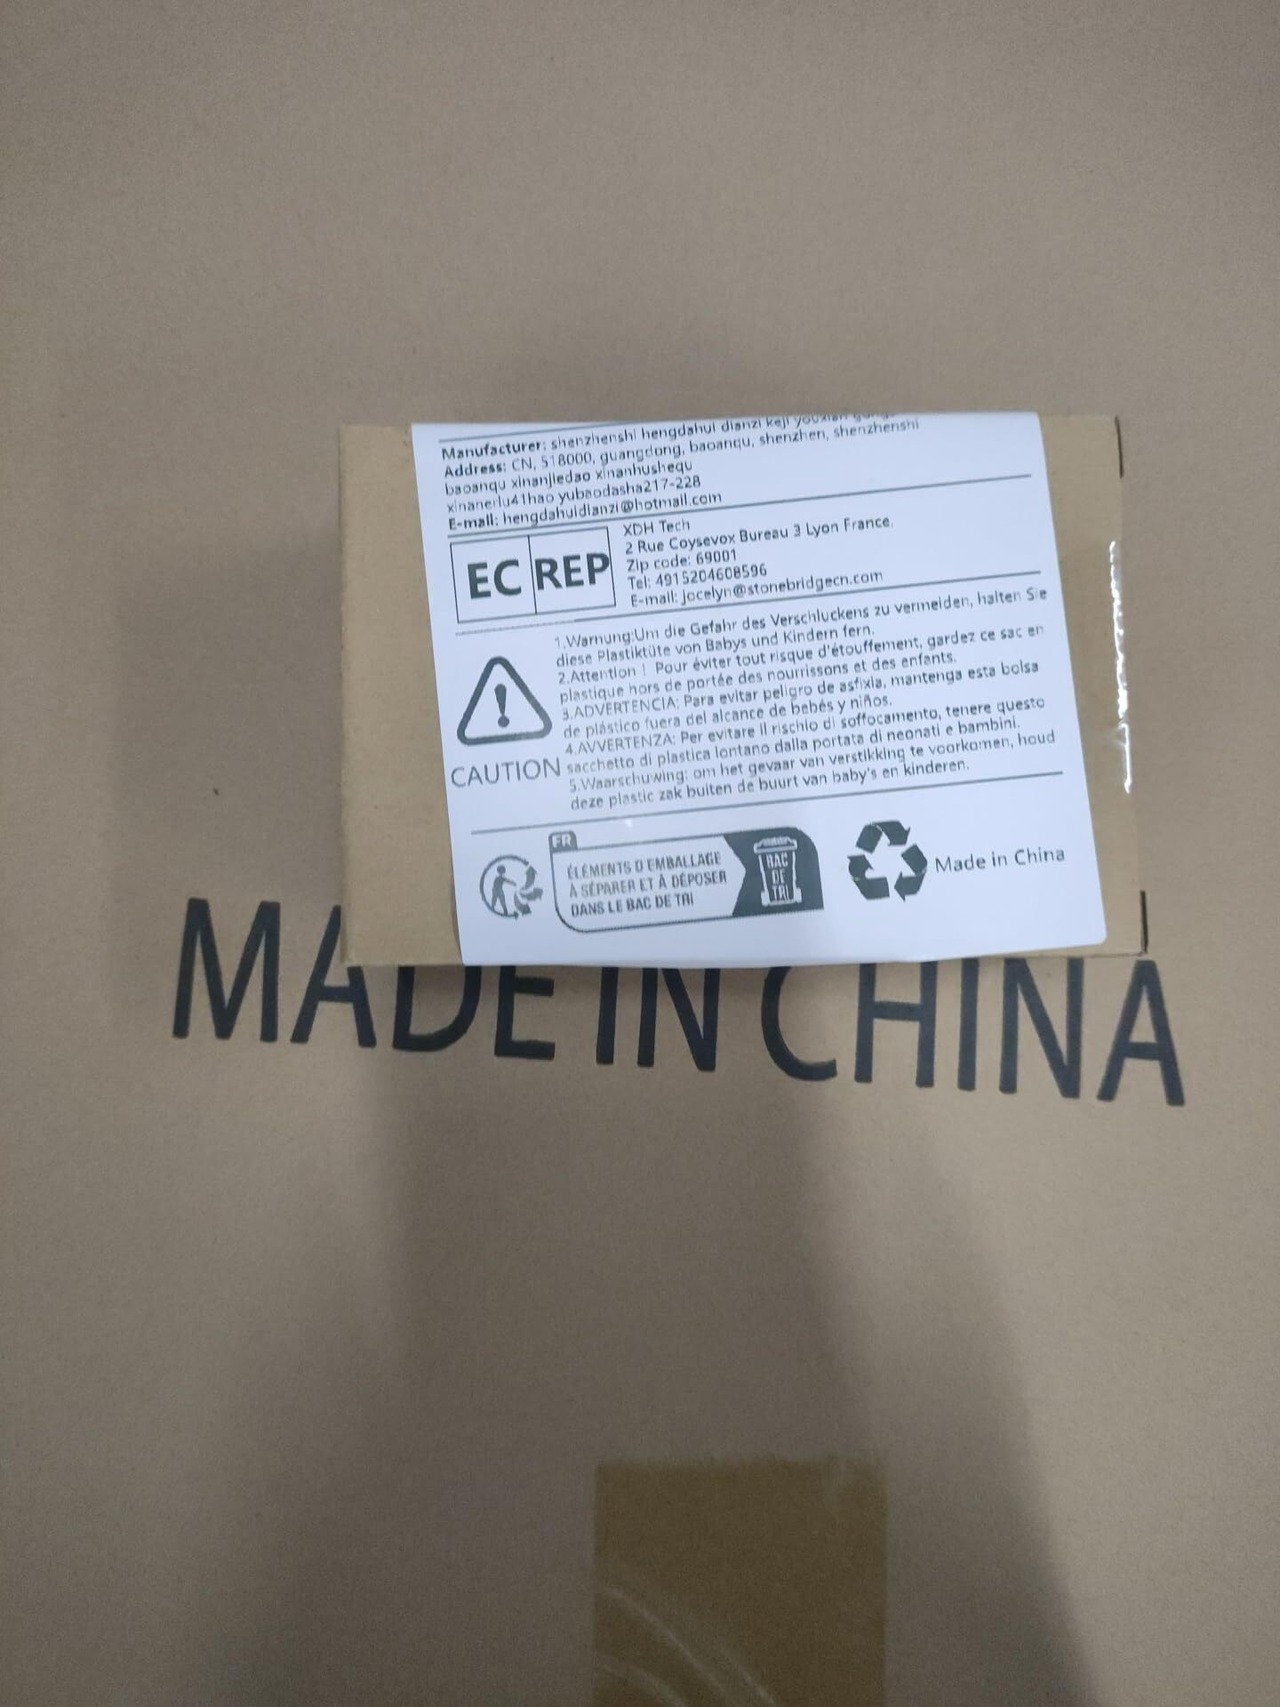 Manufacturer: shenzhenshi hengdahui dianzi keji youxian
Address: CN, 518000, guangdong, baoanqu, shenzhen, shenzhenshi
baoanqu xinanjiedao xinanhushequ
xinanerlu41hao yubaodasha217-228
E-mail: hengdahuidianzi@hotmail.com
EC REP
XDH Tech
2 Rue Coysevox Bureau 3 Lyon France.
Zip code: 69001
Tel: 4915204608596
E-mail: jocelyn@stonebridgecn.com
1.Warnung:Um die Gefahr des Verschluckens zu vermeiden, halten Sie
diese Plastiktüte von Babys und Kindern fern.
2.Attention ! Pour éviter tout risque d'étouffement, gardez ce sac en
plastique hors de portée des nourrissons et des enfants.
3.ADVERTENCIA: Para evitar peligro de asfixia, mantenga esta bolsa
de plástico fuera del alcance de bebés y niños.
4.AVVERTENZA: Per evitare il rischio di soffocamento, tenere questo
sacchetto di plastica lontano dalla portata di neonati e bambini.
5.Waarschuwing: om het gevaar van verstikking te voorkomen, houd
deze plastic zak buiten de buurt van baby's en kinderen.
CAUTION
FR
ÉLÉMENTS D'EMBALLAGE
À SÉPARER ET À DÉPOSER
DANS LE BAC DE TRI
BAC
DE
TRI
Made in China
MADE IN CHINA